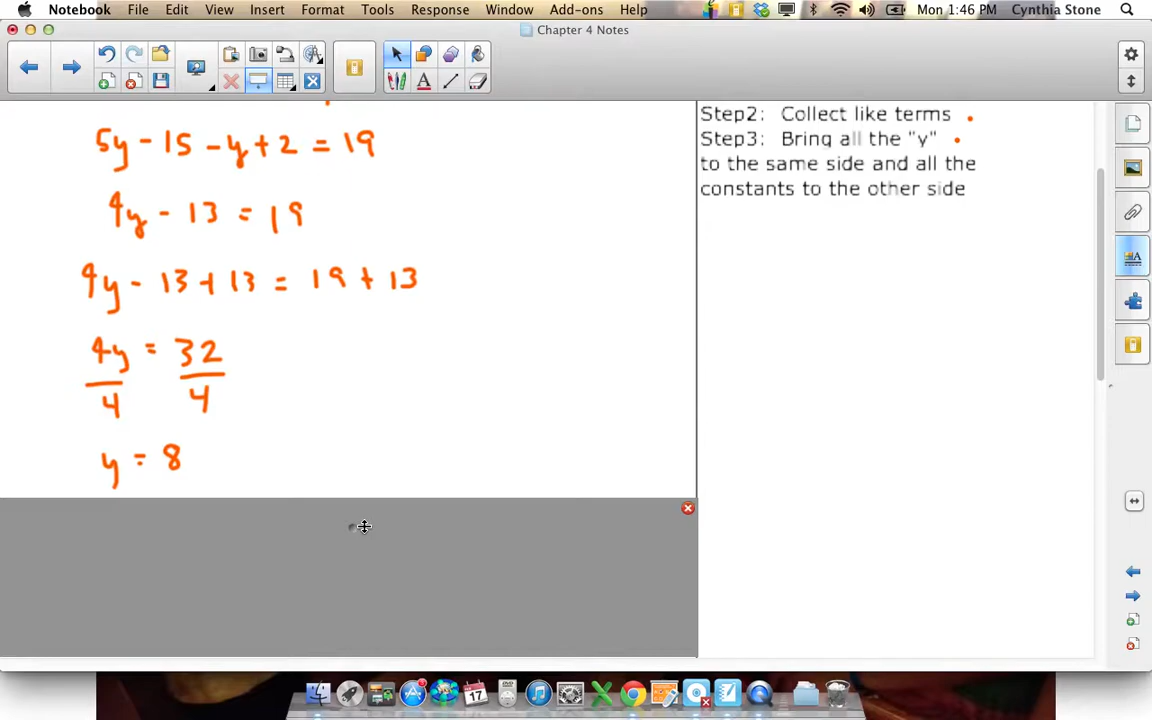 Notebook File Edit View Insert Format Tools Response Window Add-ons Help Mon 1:46 PM Cynthia Stone
Chapter 4 Notes
5y - 15 - y + 2 = 19
4y - 13 = 19
4y - 13 + 13 = 19 + 13
4y = 32
4 4
y = 8
Step2: Collect like terms
Step3: Bring all the "y"
to the same side and all the
constants to the other side
17